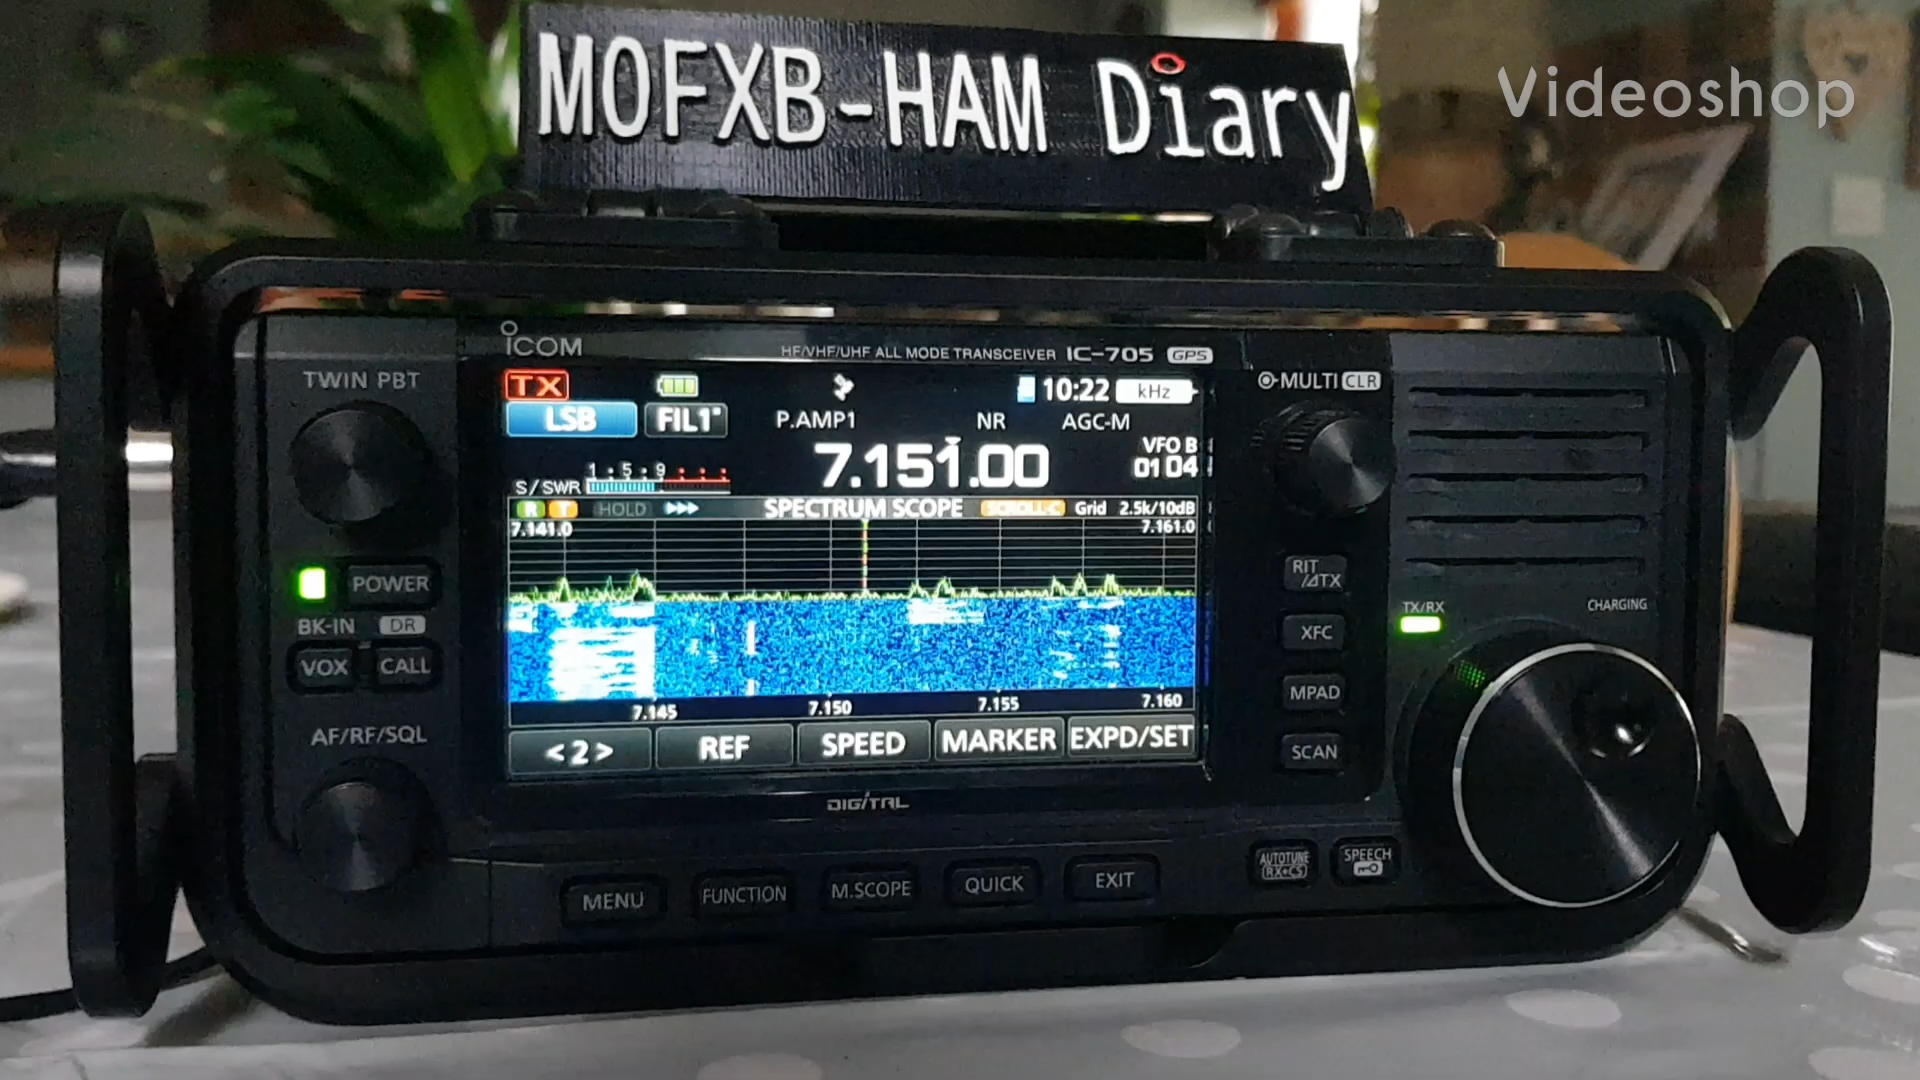 M0FXB-HAM Diary
Videoshop
ICOM
HF/VHF/UHF ALL MODE TRANSCEIVER IC-705 GPS
TWIN PBT
MULTI CLR
TX
10:22 kHz
LSB FIL1 P.AMP1 NR AGC-M
7.151.00
VFO B
01 04
S/SWR 1 5 9
R T HOLD SPECTRUM SCOPE SCROLL-C Grid 2.5k/10dB
7.141.0 7.161.0
7.145 7.150 7.155 7.160
<2> REF SPEED MARKER EXPD/SET
POWER
BK-IN DR
VOX CALL
AF/RF/SQL
RIT
/⊿TX
XFC
MPAD
SCAN
TX/RX
CHARGING
DIGITAL
MENU FUNCTION M.SCOPE QUICK EXIT
AUTOTUNE
RX-CS
SPEECH